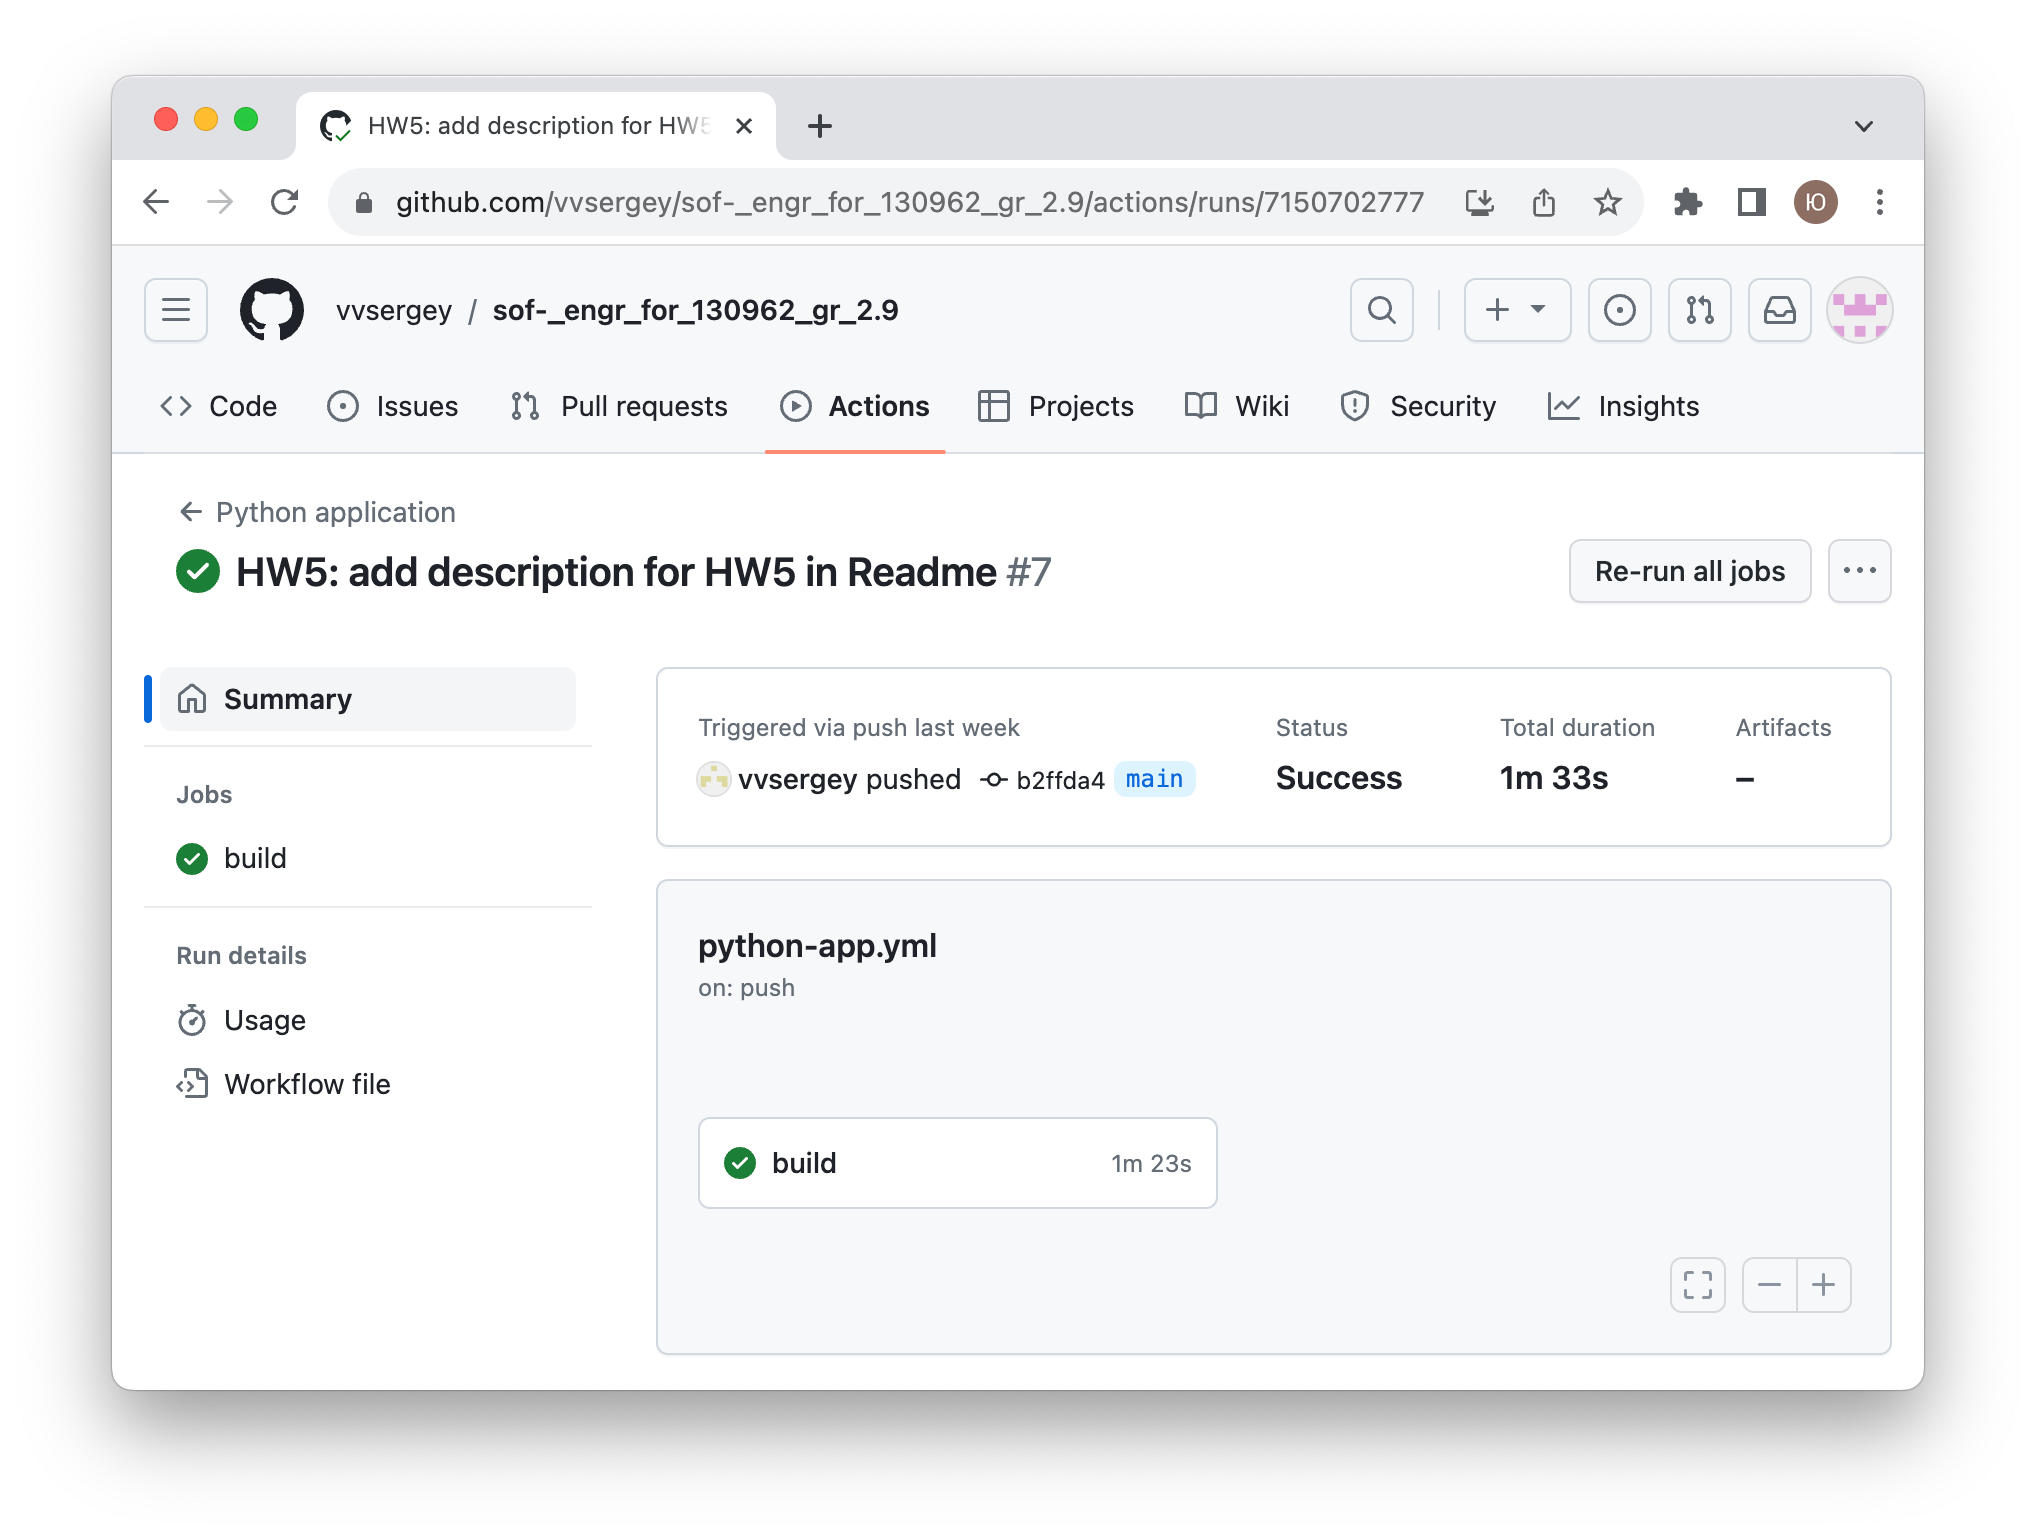 HW5: add description for HW5
github.com/vvsergey/sof-_engr_for_130962_gr_2.9/actions/runs/7150702777
Ю
vvsergey / sof-_engr_for_130962_gr_2.9
Code Issues Pull requests Actions Projects Wiki Security Insights
Python application
HW5: add description for HW5 in Readme #7
Re-run all jobs
Summary
Jobs
build
Run details
Usage
Workflow file
Triggered via push last week
vvsergey pushed b2ffda4 main
Status
Success
Total duration
1m 33s
Artifacts
–
python-app.yml
on: push
build 1m 23s